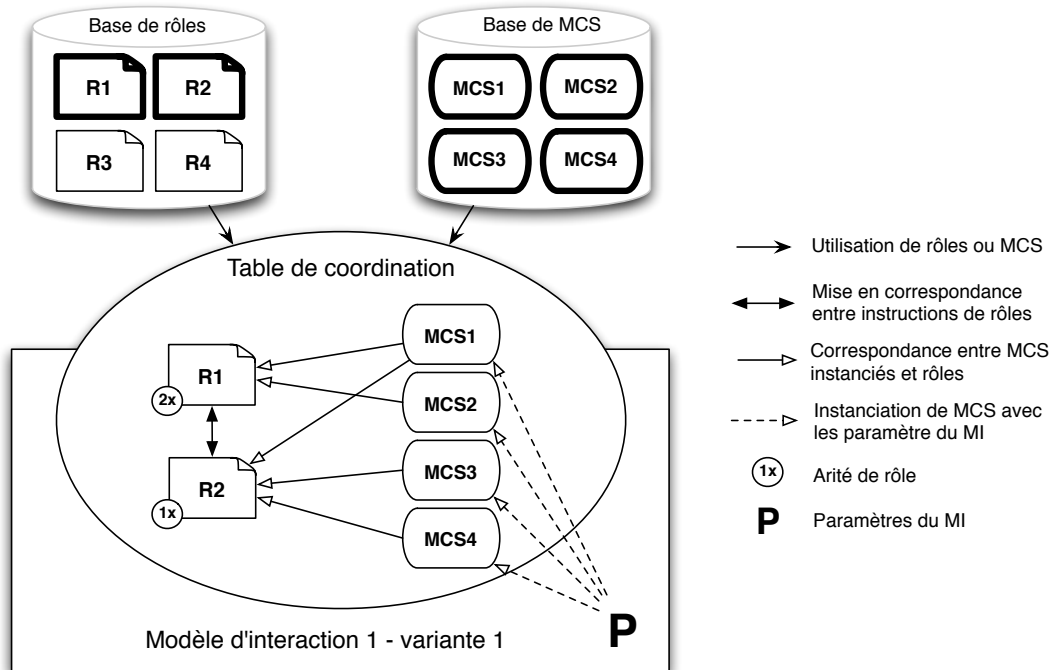 Base de rôles
Base de MCS
R1
R2
MCS1
MCS2
R3
R4
MCS3
MCS4
Table de coordination
MCS1
R1
2x
MCS2
MCS3
R2
1x
MCS4
P
Modèle d'interaction 1 - variante 1
Utilisation de rôles ou MCS
Mise en correspondance
entre instructions de rôles
Correspondance entre MCS
instanciés et rôles
Instanciation de MCS avec
les paramètre du MI
1x
Arité de rôle
P
Paramètres du MI